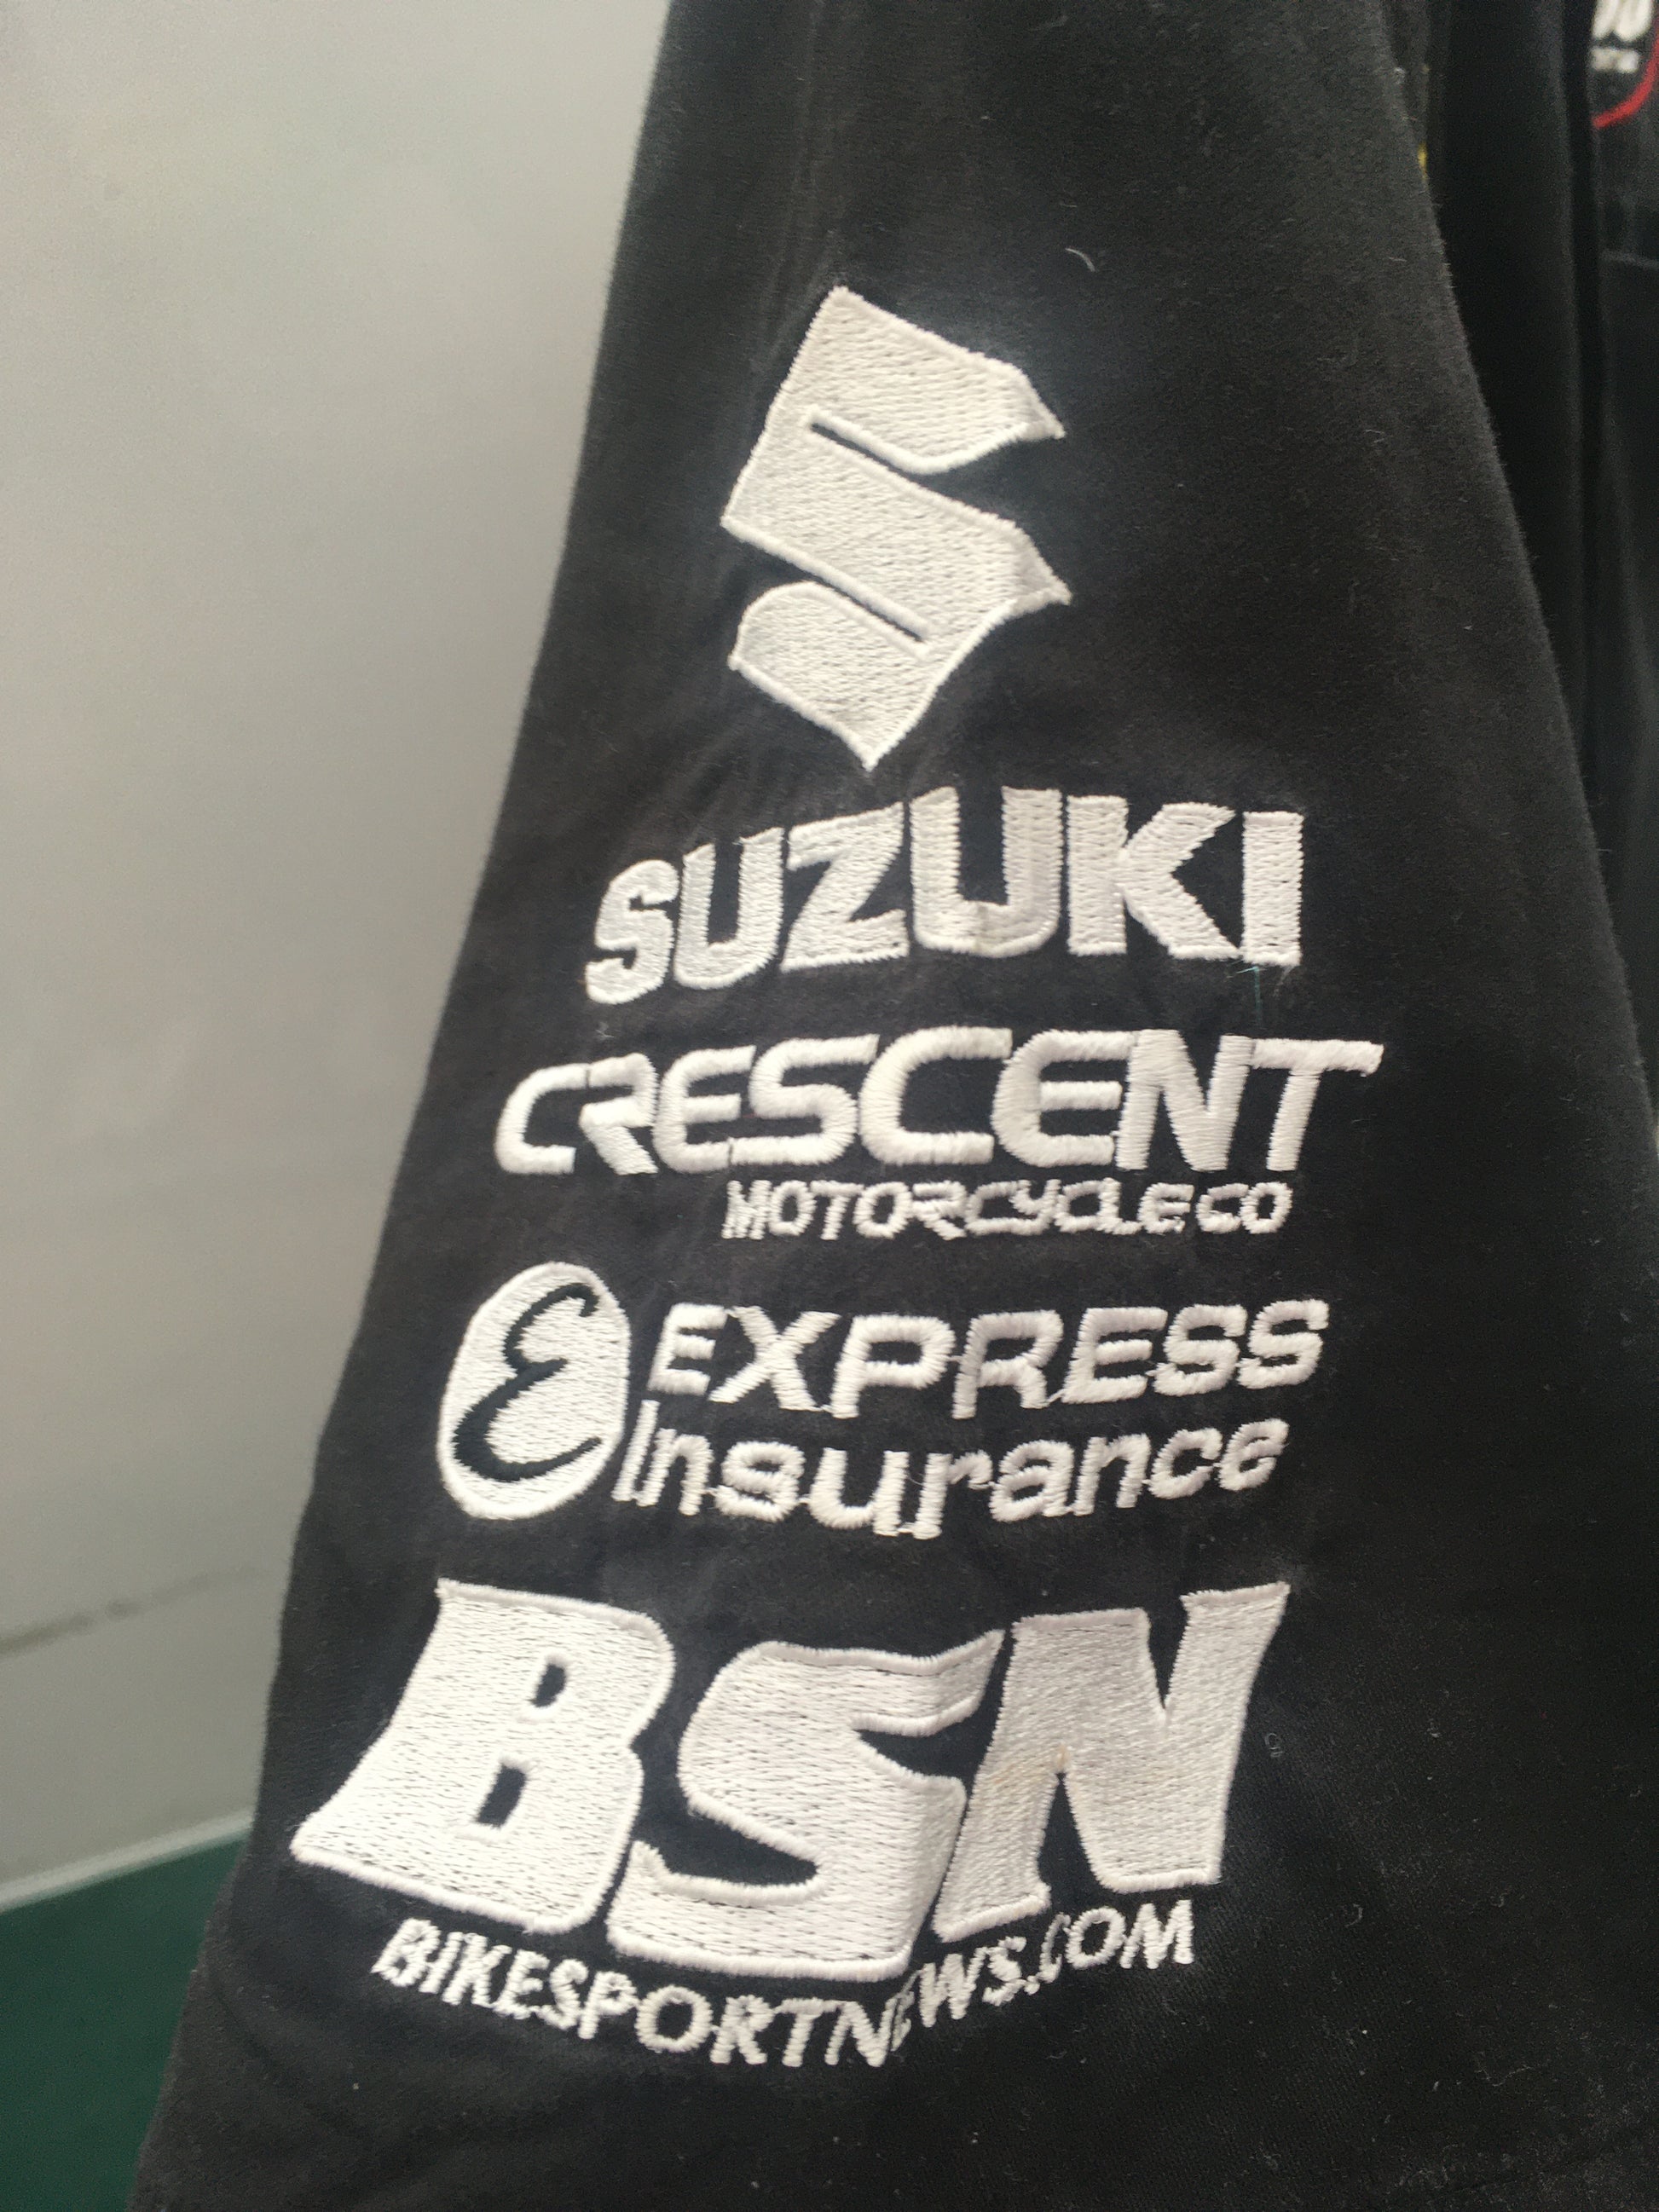 SUZUKI
CRESCENT
MOTORCYCLE CO
E EXPRESS
Insurance
BSN
BIKESPORTNEWS.COM